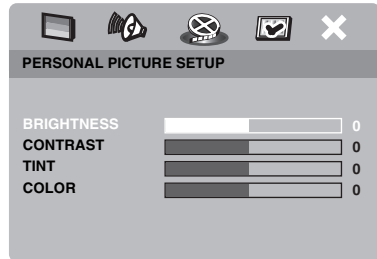 PERSONAL PICTURE SETUP
BRIGHTNESS 0
CONTRAST 0
TINT 0
COLOR 0